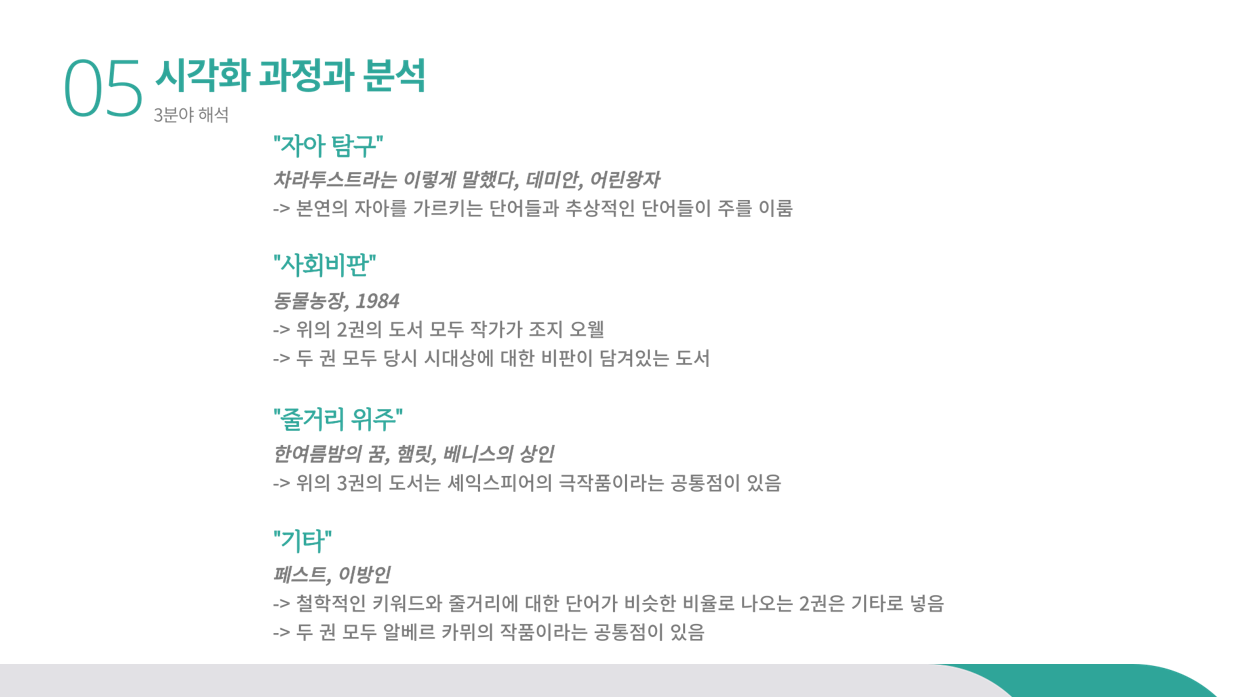 05 시각화 과정과 분석
3분야 해석
"자아 탐구"
차라투스트라는 이렇게 말했다, 데미안, 어린왕자
-> 본연의 자아를 가르키는 단어들과 추상적인 단어들이 주를 이룸
"사회비판"
동물농장, 1984
-> 위의 2권의 도서 모두 작가가 조지 오웰
-> 두 권 모두 당시 시대상에 대한 비판이 담겨있는 도서
"줄거리 위주"
한여름밤의 꿈, 햄릿, 베니스의 상인
-> 위의 3권의 도서는 셰익스피어의 극작품이라는 공통점이 있음
"기타"
페스트, 이방인
-> 철학적인 키워드와 줄거리에 대한 단어가 비슷한 비율로 나오는 2권은 기타로 넣음
-> 두 권 모두 알베르 카뮈의 작품이라는 공통점이 있음